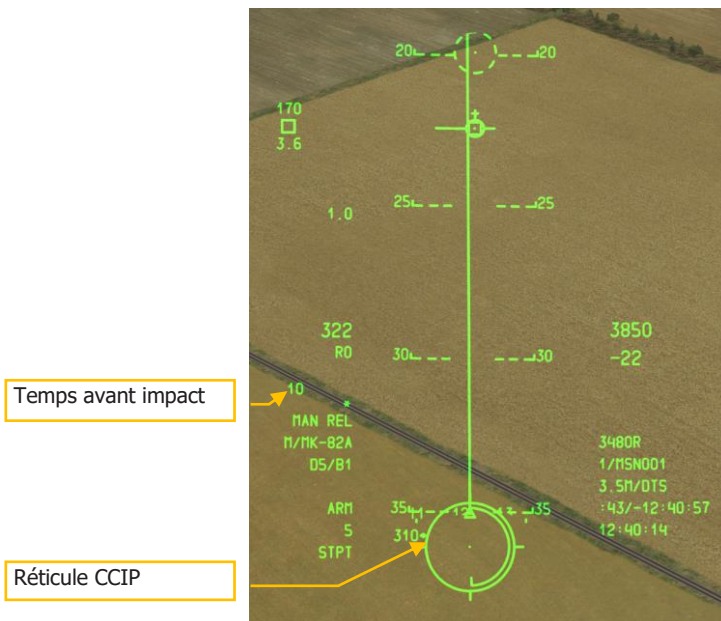 20 20
170
3.6
25 25
1.0
322 3850
R0 -22
30 30
Temps avant impact
10
MAN REL
M/MK-82A 3480R
D5/B1 1/MSN001
3.5M/DTS
ARM 35 12 35 :43/-12:40:57
S 310 12:40:14
STPT
Réticule CCIP